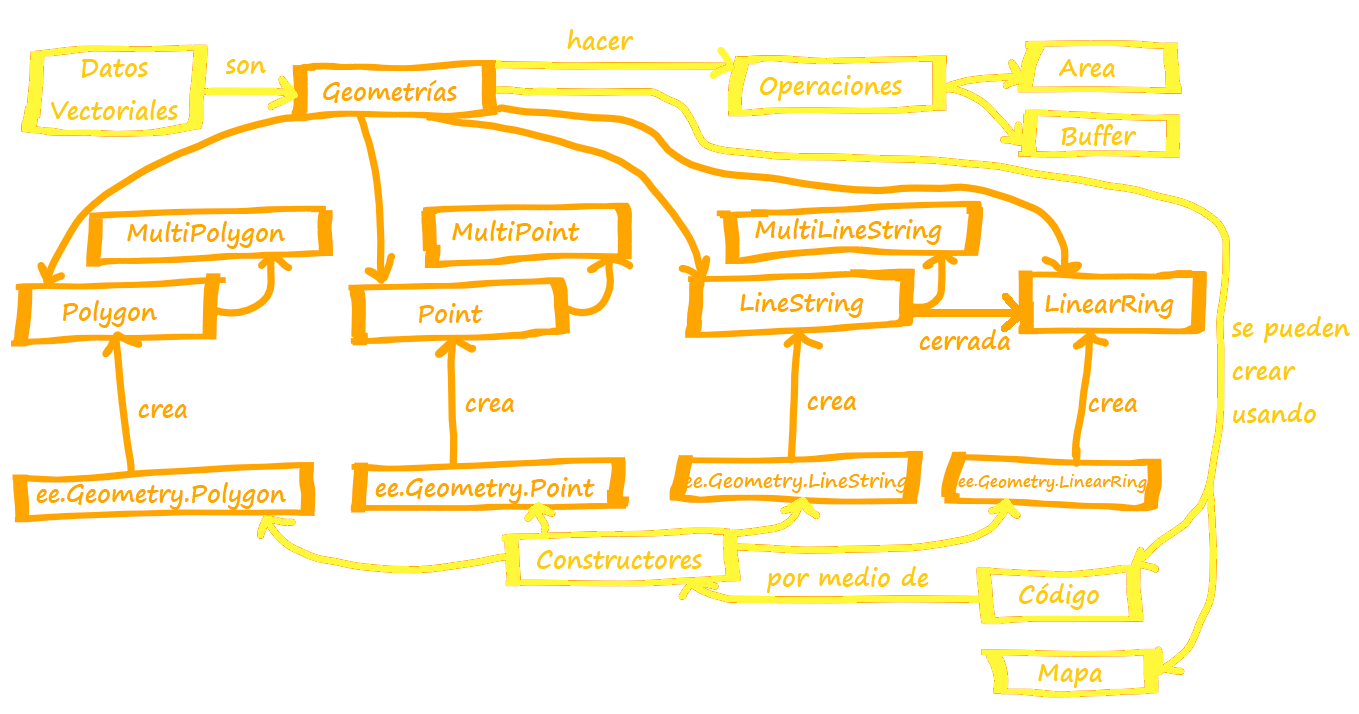 hacer
Datos
Vectoriales
son
Geometrías
Operaciones
Area
Buffer
MultiPolygon
MultiPoint
MultiLineString
Polygon
Point
LineString
LinearRing
cerrada
se pueden
crear
usando
crea
crea
crea
crea
ee.Geometry.Polygon
ee.Geometry.Point
ee.Geometry.LineString
ee.Geometry.LinearRing
Constructores
por medio de
Código
Mapa